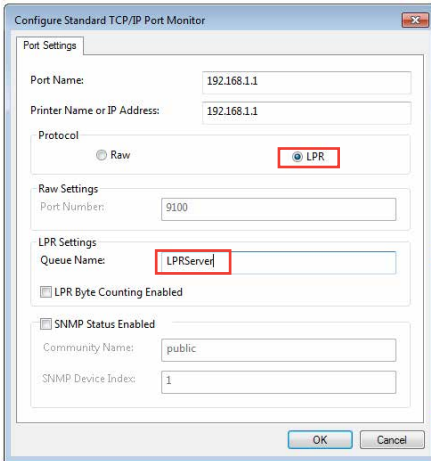 Configure Standard TCP/IP Port Monitor
Port Settings
Port Name: 192.168.1.1
Printer Name or IP Address: 192.168.1.1
Protocol
Raw LPR
Raw Settings
Port Number: 9100
LPR Settings
Queue Name: LPRServer
LPR Byte Counting Enabled
SNMP Status Enabled
Community Name: public
SNMP Device Index: 1
OK Cancel